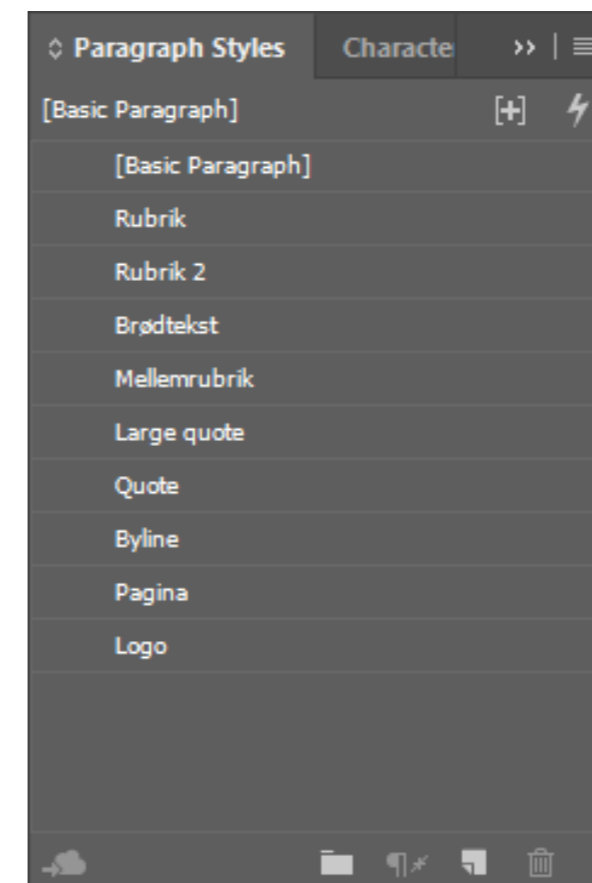 Paragraph Styles Characte
[Basic Paragraph]
[Basic Paragraph]
Rubrik
Rubrik 2
Brødtekst
Mellemrubrik
Large quote
Quote
Byline
Pagina
Logo